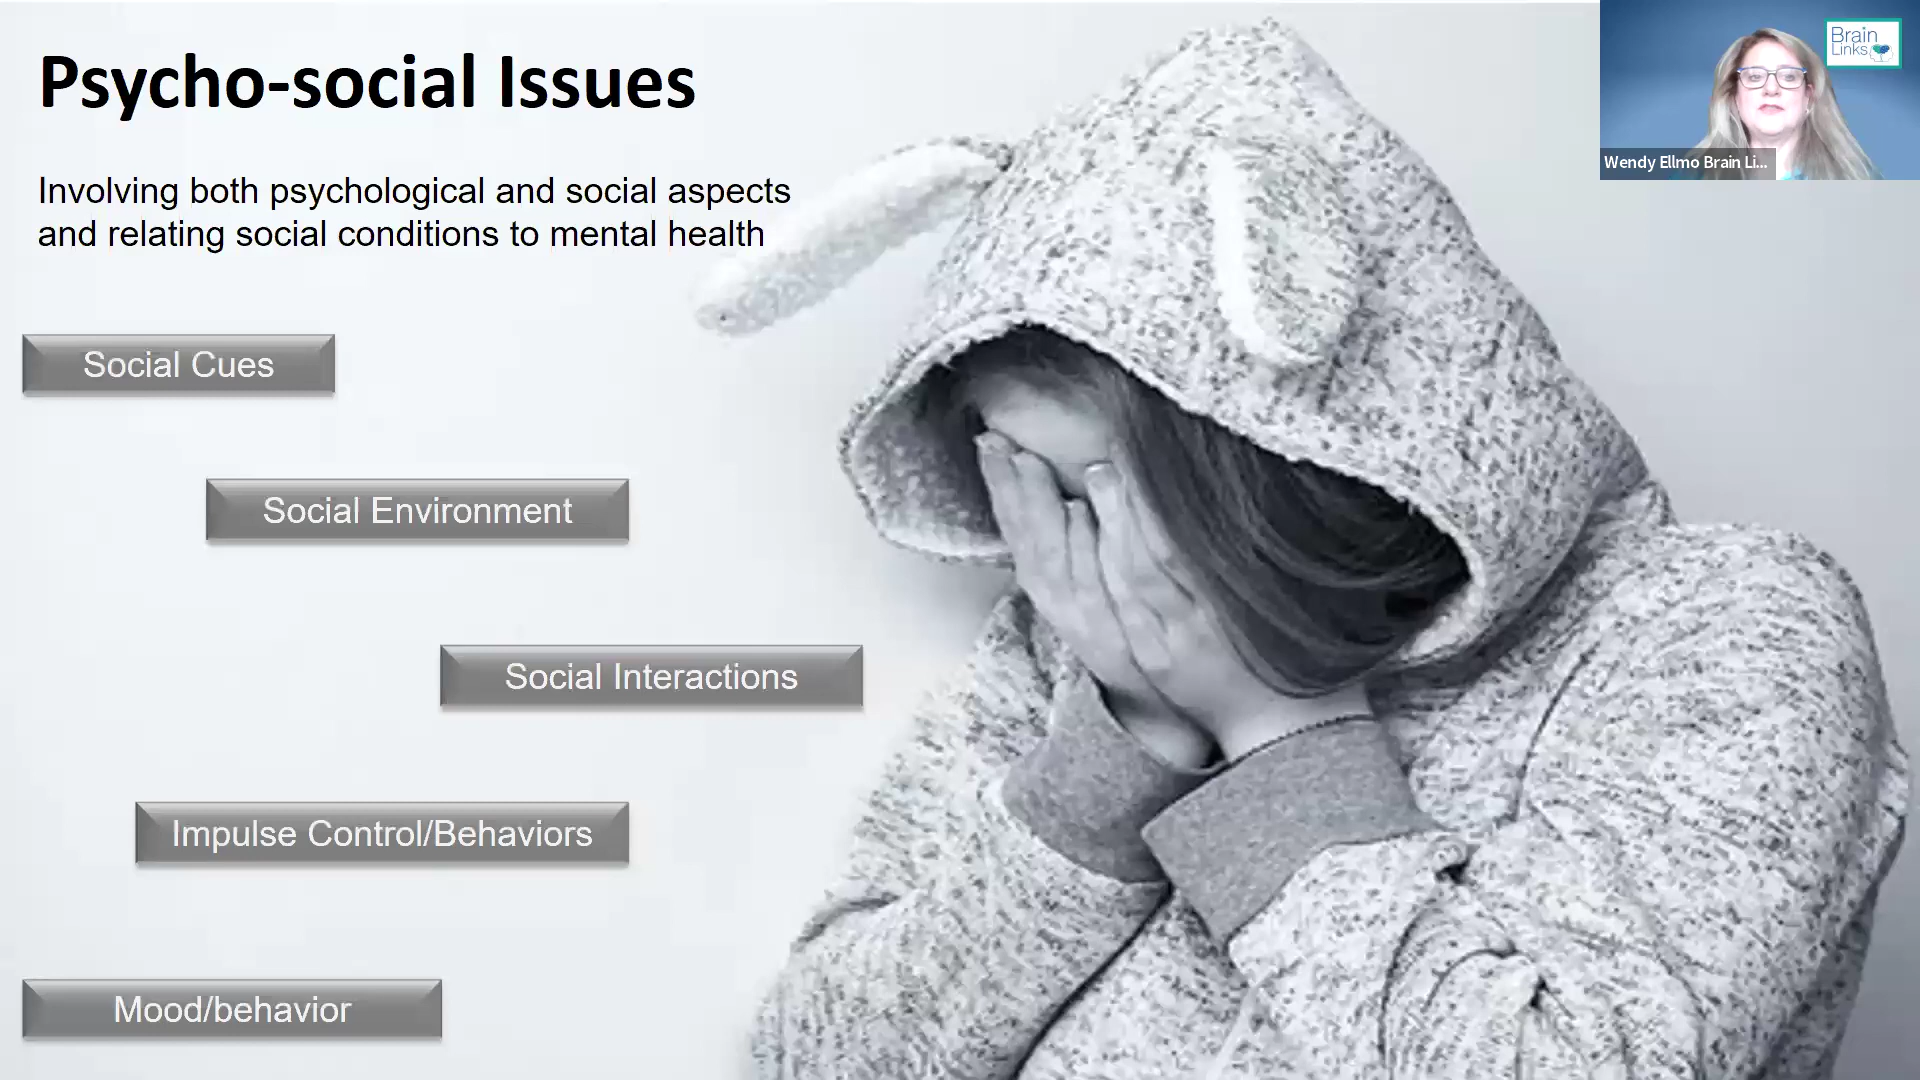 Psycho-social Issues
Involving both psychological and social aspects
and relating social conditions to mental health
Social Cues
Social Environment
Social Interactions
Impulse Control/Behaviors
Mood/behavior
Brain
Links
Wendy Ellmo Brain Li...